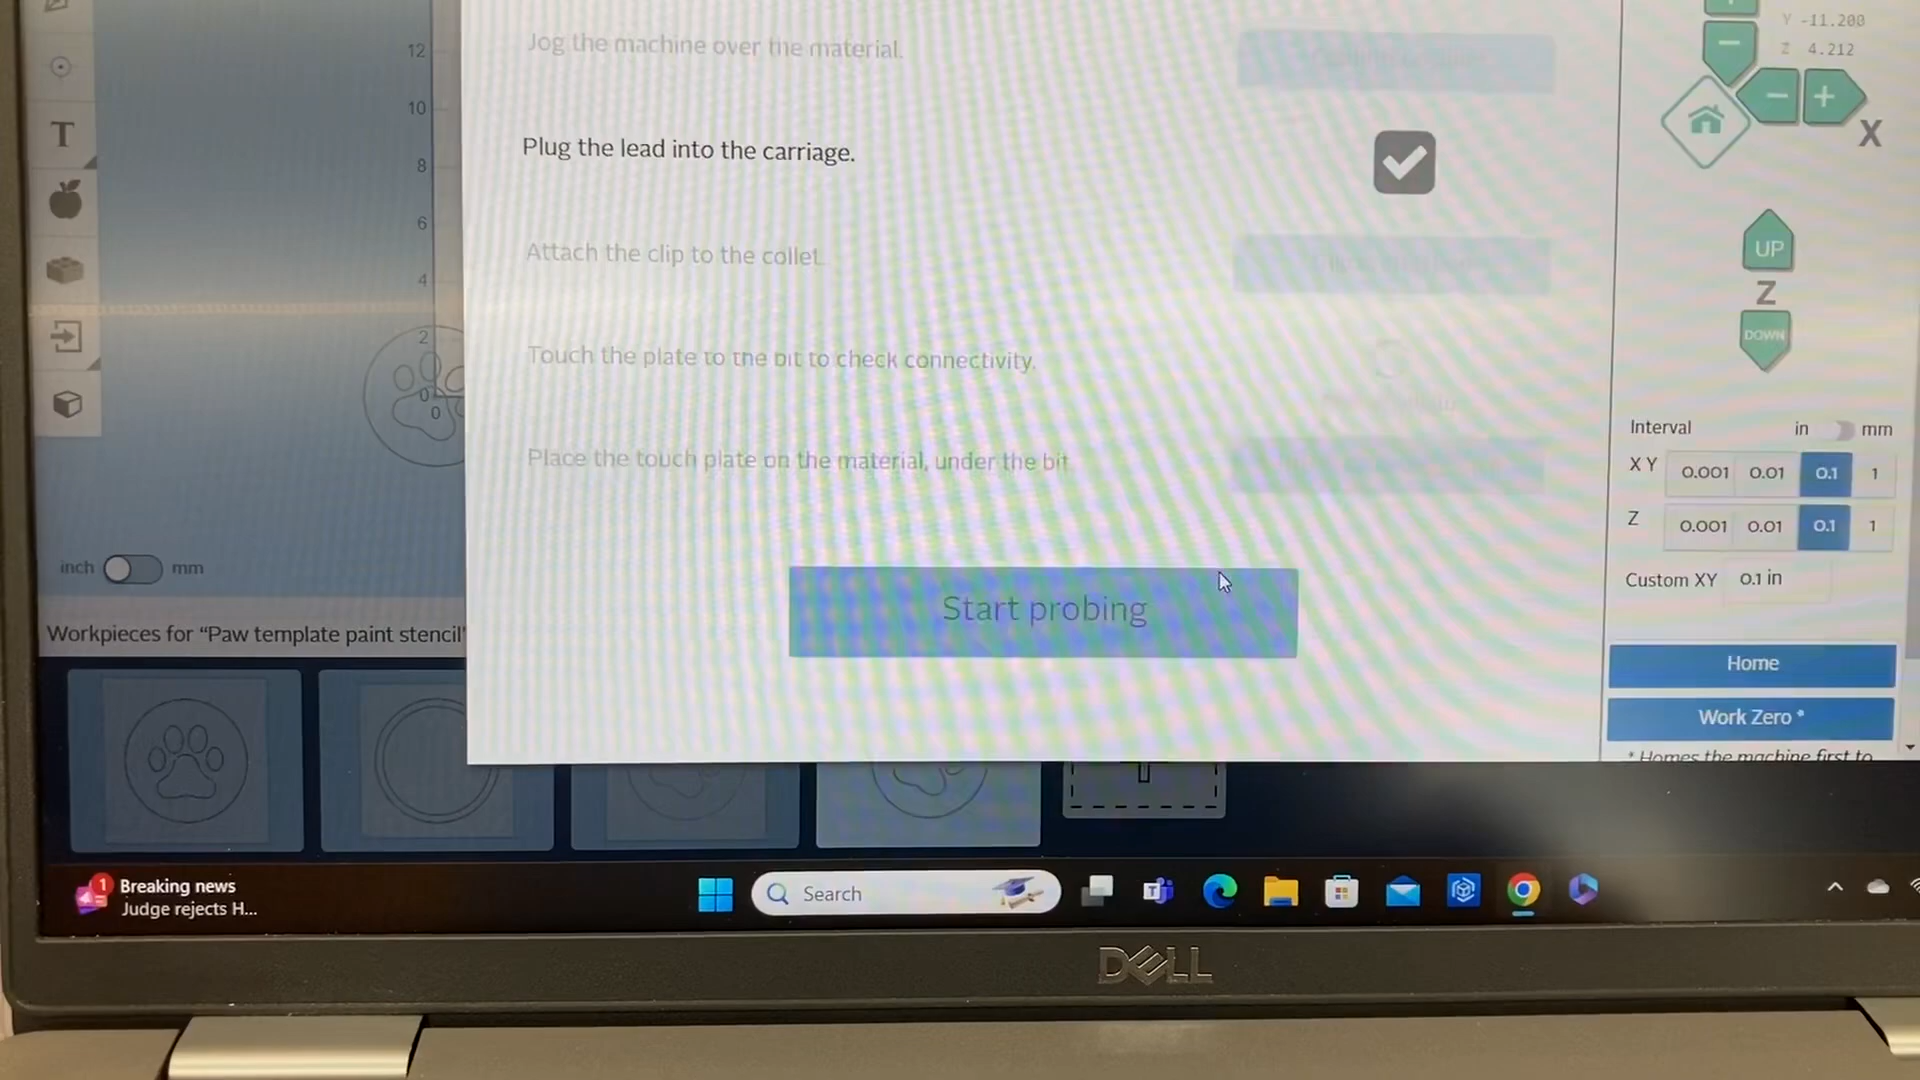 12
10
8
6
4
2
0
0
T
inch mm
Workpieces for “Paw template paint stencil”
Jog the machine over the material.
Plug the lead into the carriage.
Attach the clip to the collet.
Touch the plate to the bit to check connectivity.
Place the touch plate on the material, under the bit
Start probing
Y -11.200
Z 4.212
X
UP
Z
DOWN
Interval in mm
X Y 0.001 0.01 0.1 1
Z 0.001 0.01 0.1 1
Custom XY 0.1 in
Home
Work Zero *
* Homes the machine first to
1
Breaking news
Judge rejects H...
Search
DELL